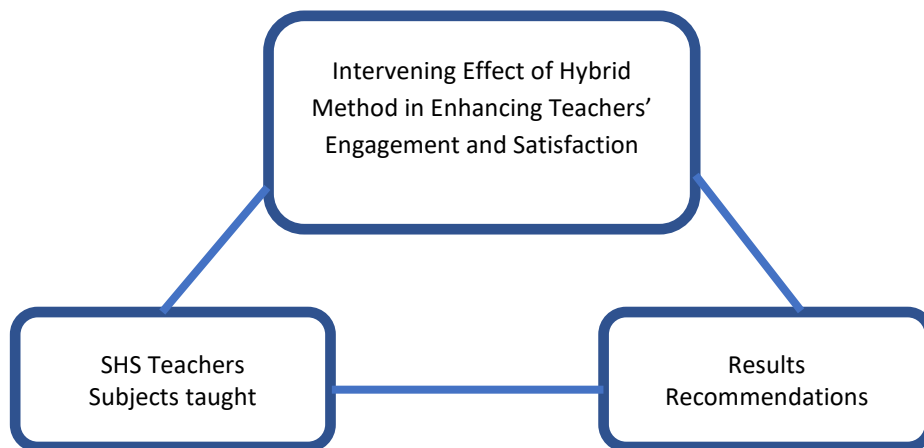 Intervening Effect of Hybrid
Method in Enhancing Teachers’
Engagement and Satisfaction
SHS Teachers
Subjects taught
Results
Recommendations